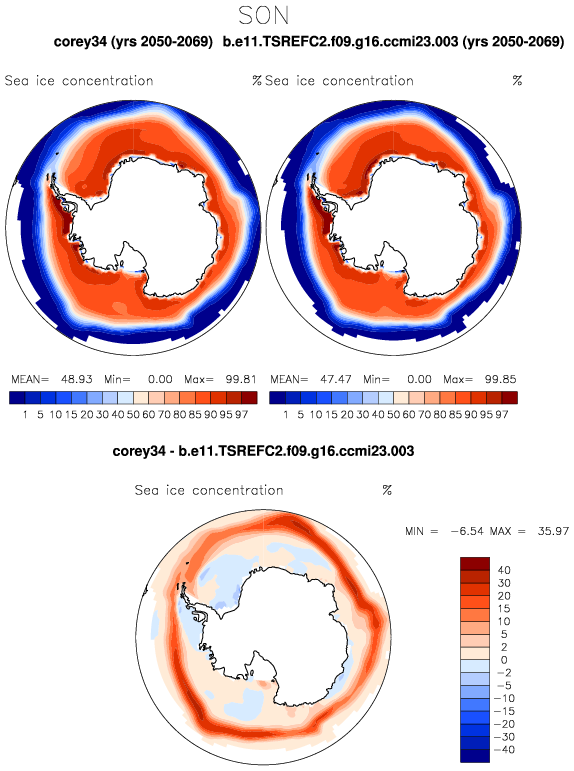 SON
corey34 (yrs 2050-2069) b.e11.TSREFC2.f09.g16.ccmi23.003 (yrs 2050-2069)
Sea ice concentration % Sea ice concentration %
MEAN= 48.93 Min= 0.00 Max= 99.81 MEAN= 47.47 Min= 0.00 Max= 99.85
1 5 10 15 20 30 40 50 60 70 80 85 90 95 97 1 5 10 15 20 30 40 50 60 70 80 85 90 95 97
corey34 - b.e11.TSREFC2.f09.g16.ccmi23.003
Sea ice concentration %
MIN = -6.54 MAX = 35.97
40
30
20
15
10
5
2
0
-2
-5
-10
-15
-20
-30
-40